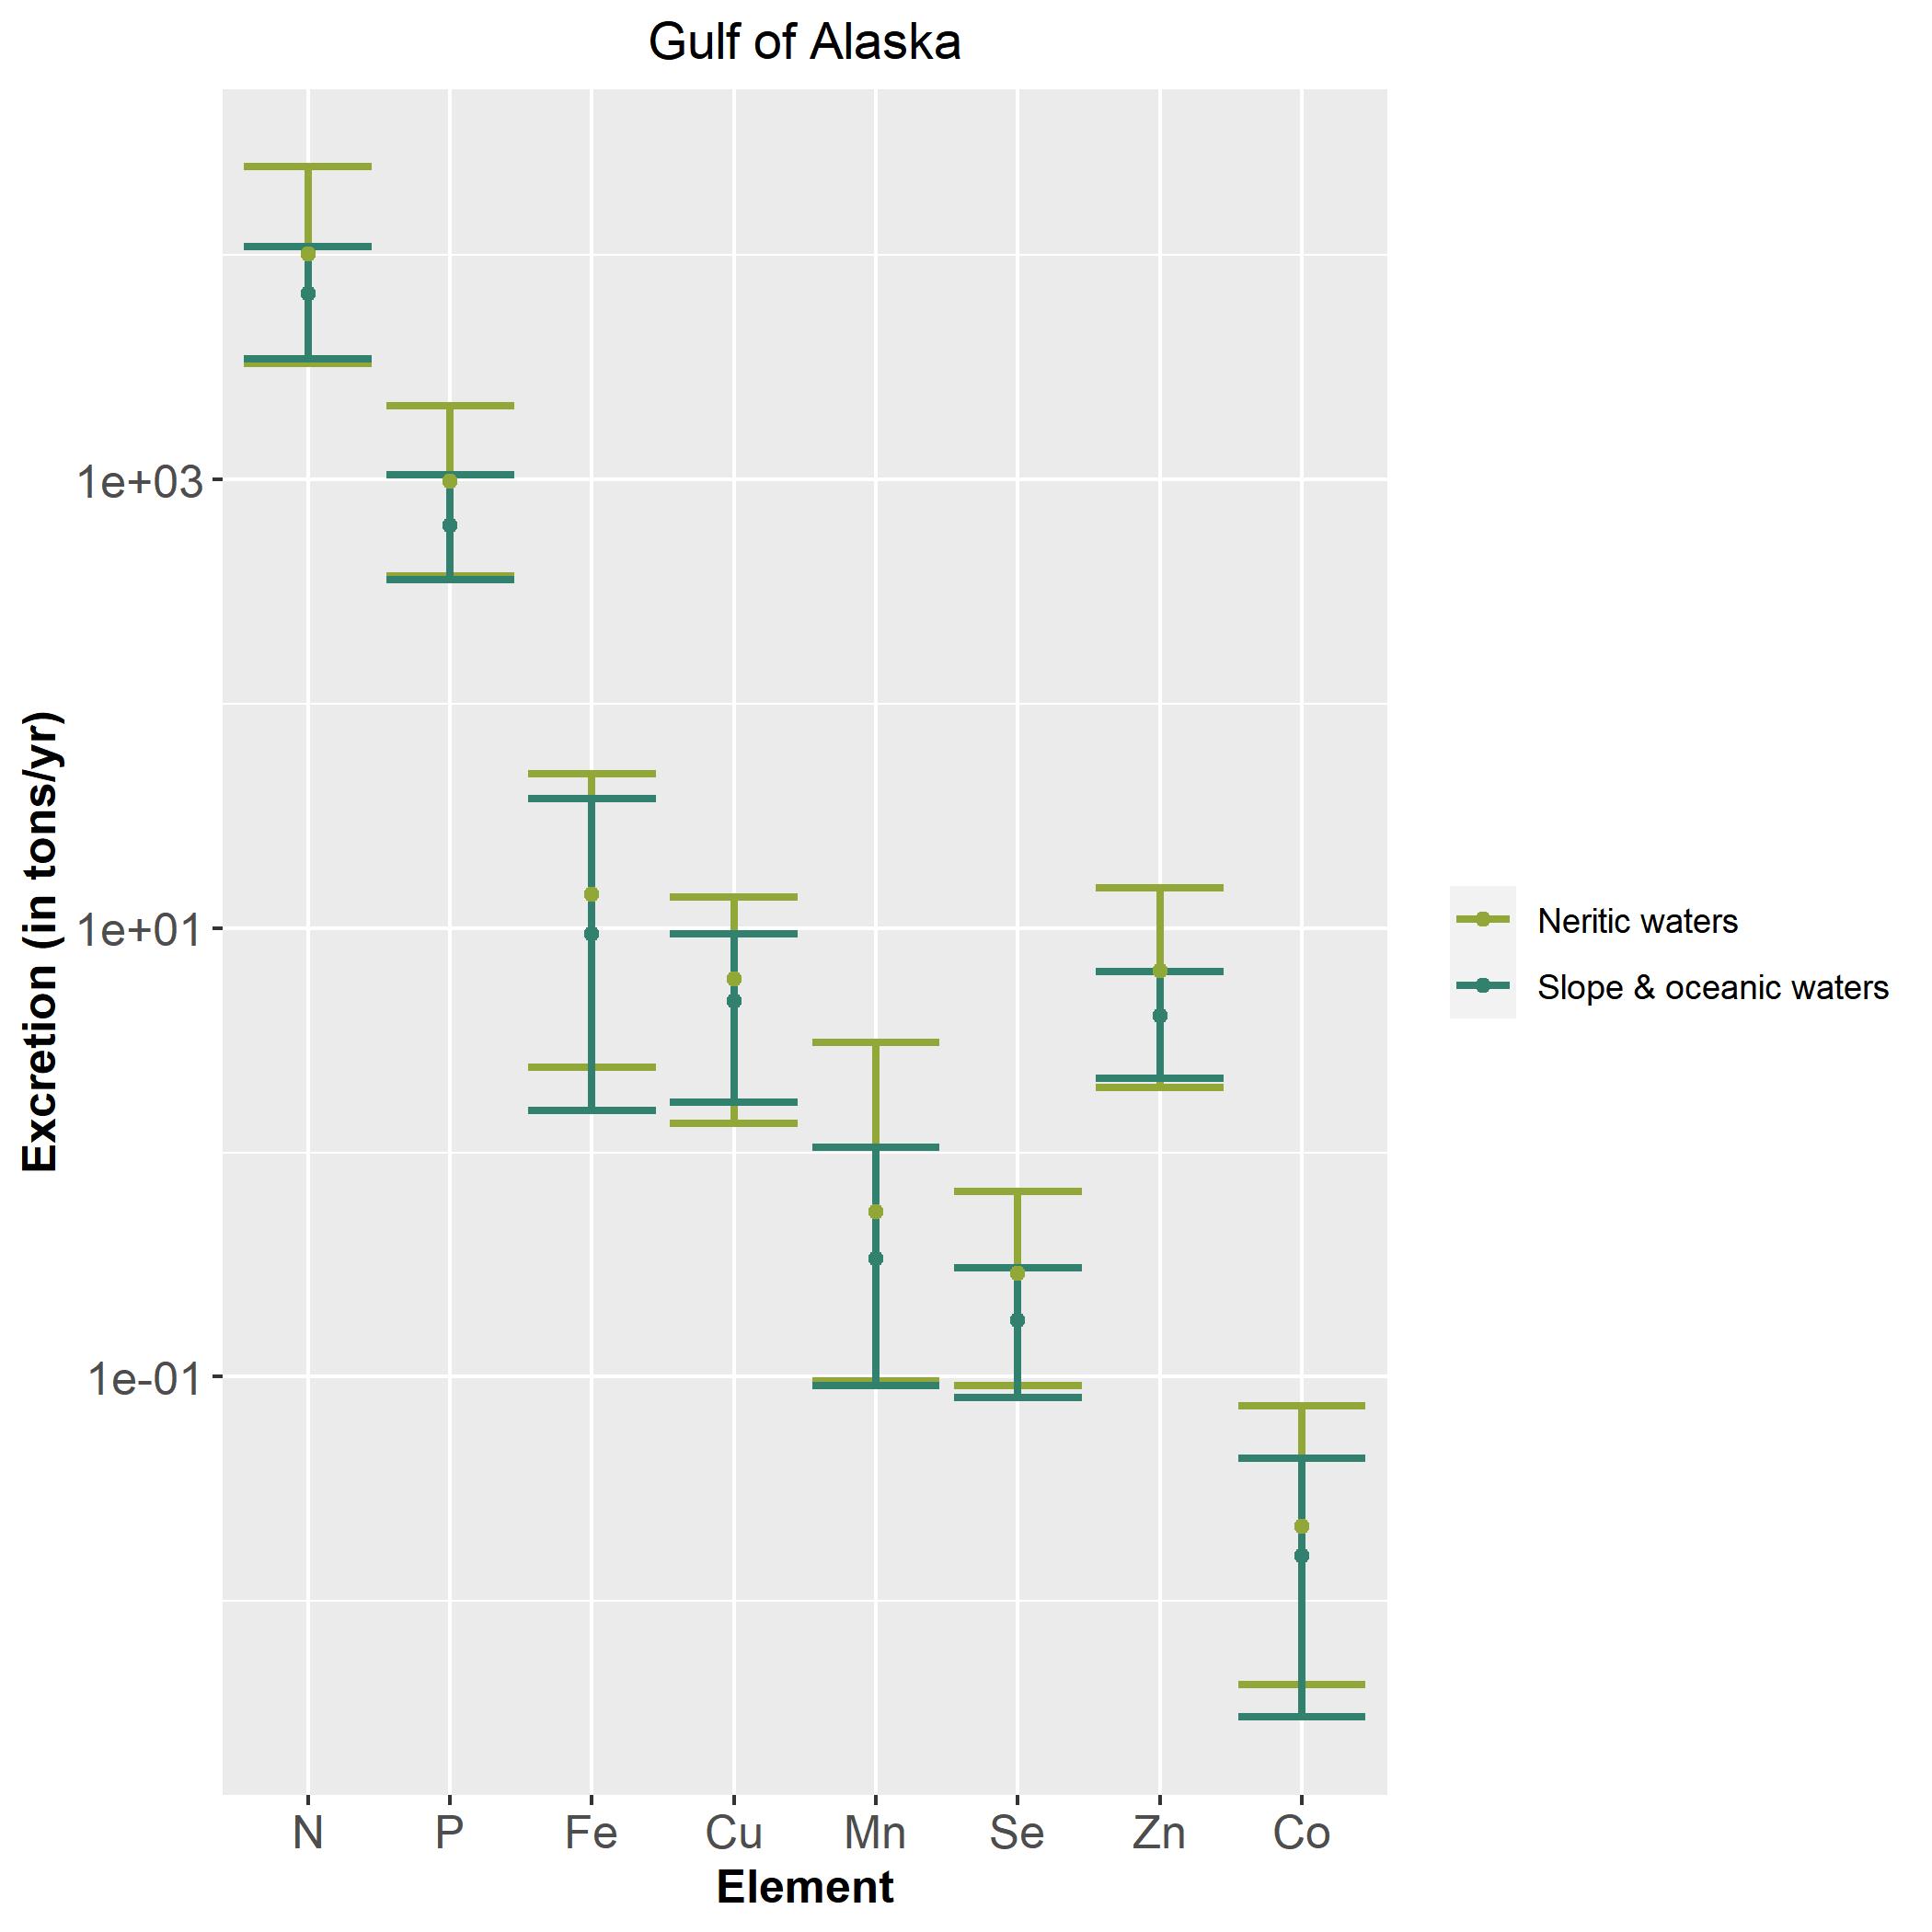 Gulf of Alaska
Excretion (in tons/yr)
1e+03
1e+01
1e-01
N P Fe Cu Mn Se Zn Co
Element
Neritic waters
Slope & oceanic waters